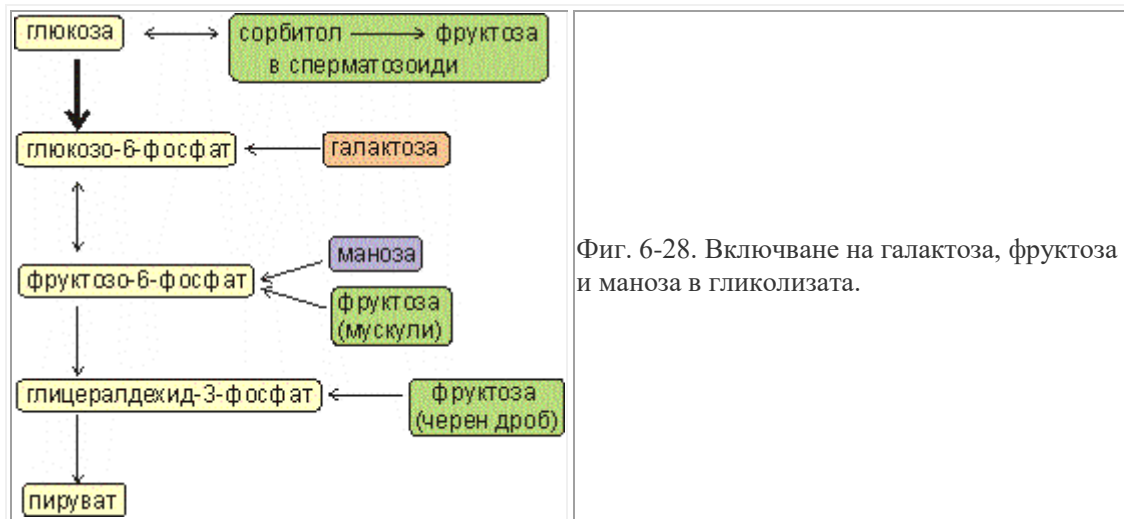 глюкоза
сорбитол
фруктоза
в сперматозоиди
глюкозо-6-фосфат
галактоза
маноза
фруктозо-6-фосфат
фруктоза
(мускули)
глицералдехид-3-фосфат
фруктоза
(черен дроб)
пируват
Фиг. 6-28. Включване на галактоза, фруктоза
и маноза в гликолизата.